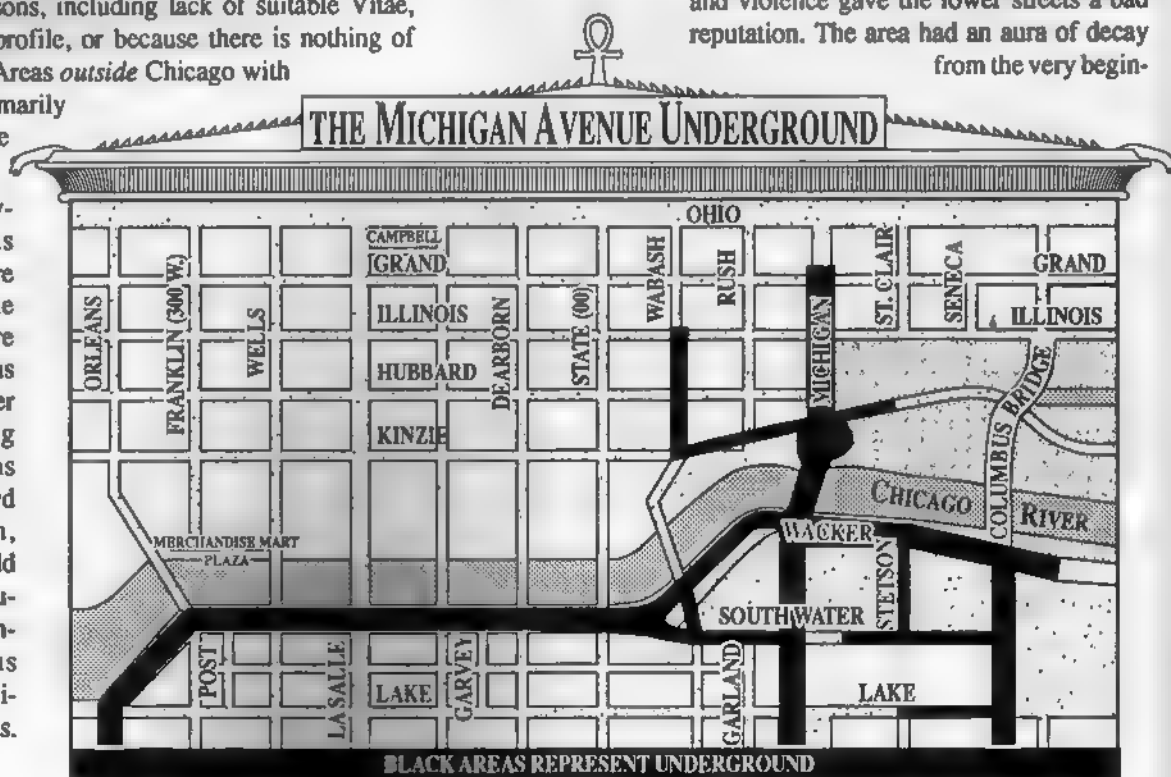 sons, including lack of suitable Vitae,
profile, or because there is nothing of
Areas outside Chicago with
marily
and violence gave the lower streets a bad
reputation. The area had an aura of decay
from the very begin-
THE MICHIGAN AVENUE UNDERGROUND
OHIO
CAMPBELL
GRAND
GRAND
ILLINOIS
ILLINOIS
HUBBARD
KINZIE
ORLEANS
FRANKLIN (300 W.)
WELLS
DEARBORN
STATE (00)
WABASH
RUSH
MICHIGAN
ST. CLAIR
SENECA
COLUMBUS BRIDGE
CHICAGO
RIVER
MERCHANDISE MART
PLAZA
WACKER
STETSON
SOUTH WATER
POST
LASALLE
LAKE
GARVEY
GARLAND
LAKE
BLACK AREAS REPRESENT UNDERGROUND